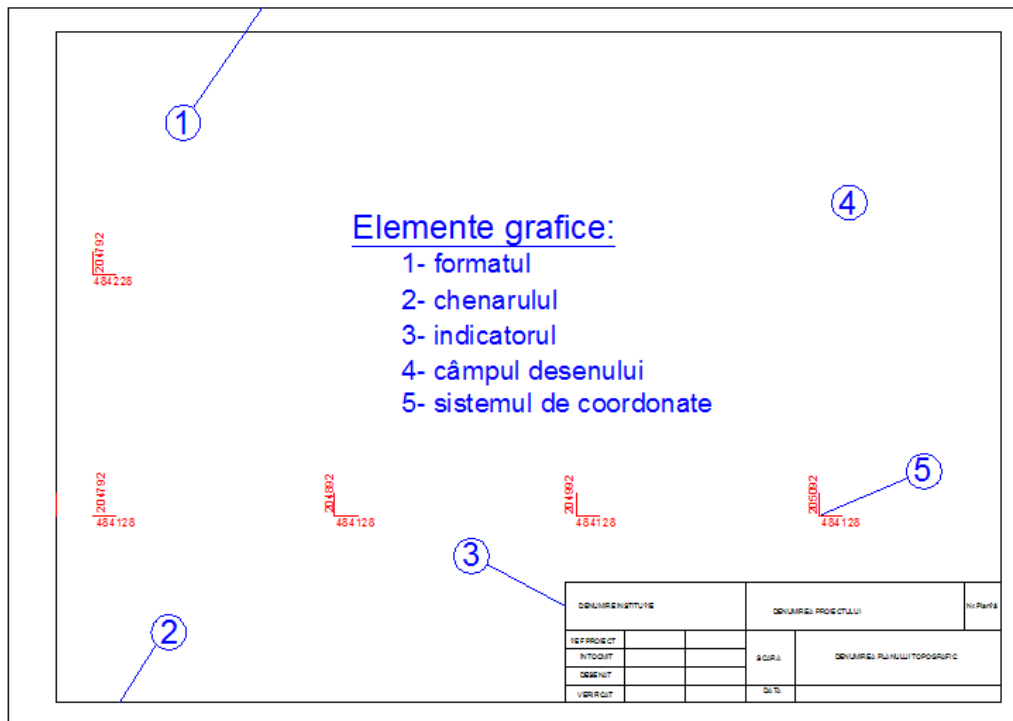 1
4
Elemente grafice:
1- formatul
2- chenarulul
3- indicatorul
4- câmpul desenului
5- sistemul de coordonate
204792
484228
204792
484128
204892
484128
204992
484128
205092
484128
5
3
2
DENUMIRE INSTITUTIE
DENUMIREA PROIECTULUI
Nr. Planșă
SEF PROIECT
INTOCMIT
DESENAT
VERIFICAT
SCARA
DATA
DENUMIREA PLANULUI TOPOGRAFIC